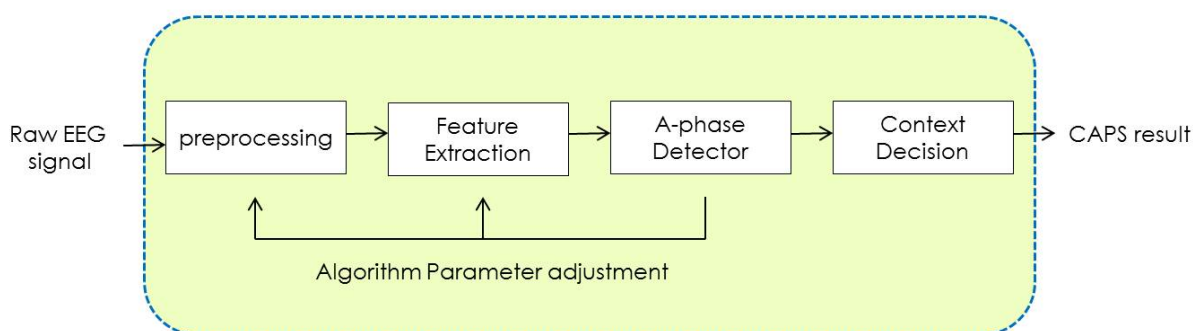 Raw EEG
signal
preprocessing
Feature
Extraction
A-phase
Detector
Context
Decision
CAPS result
Algorithm Parameter adjustment